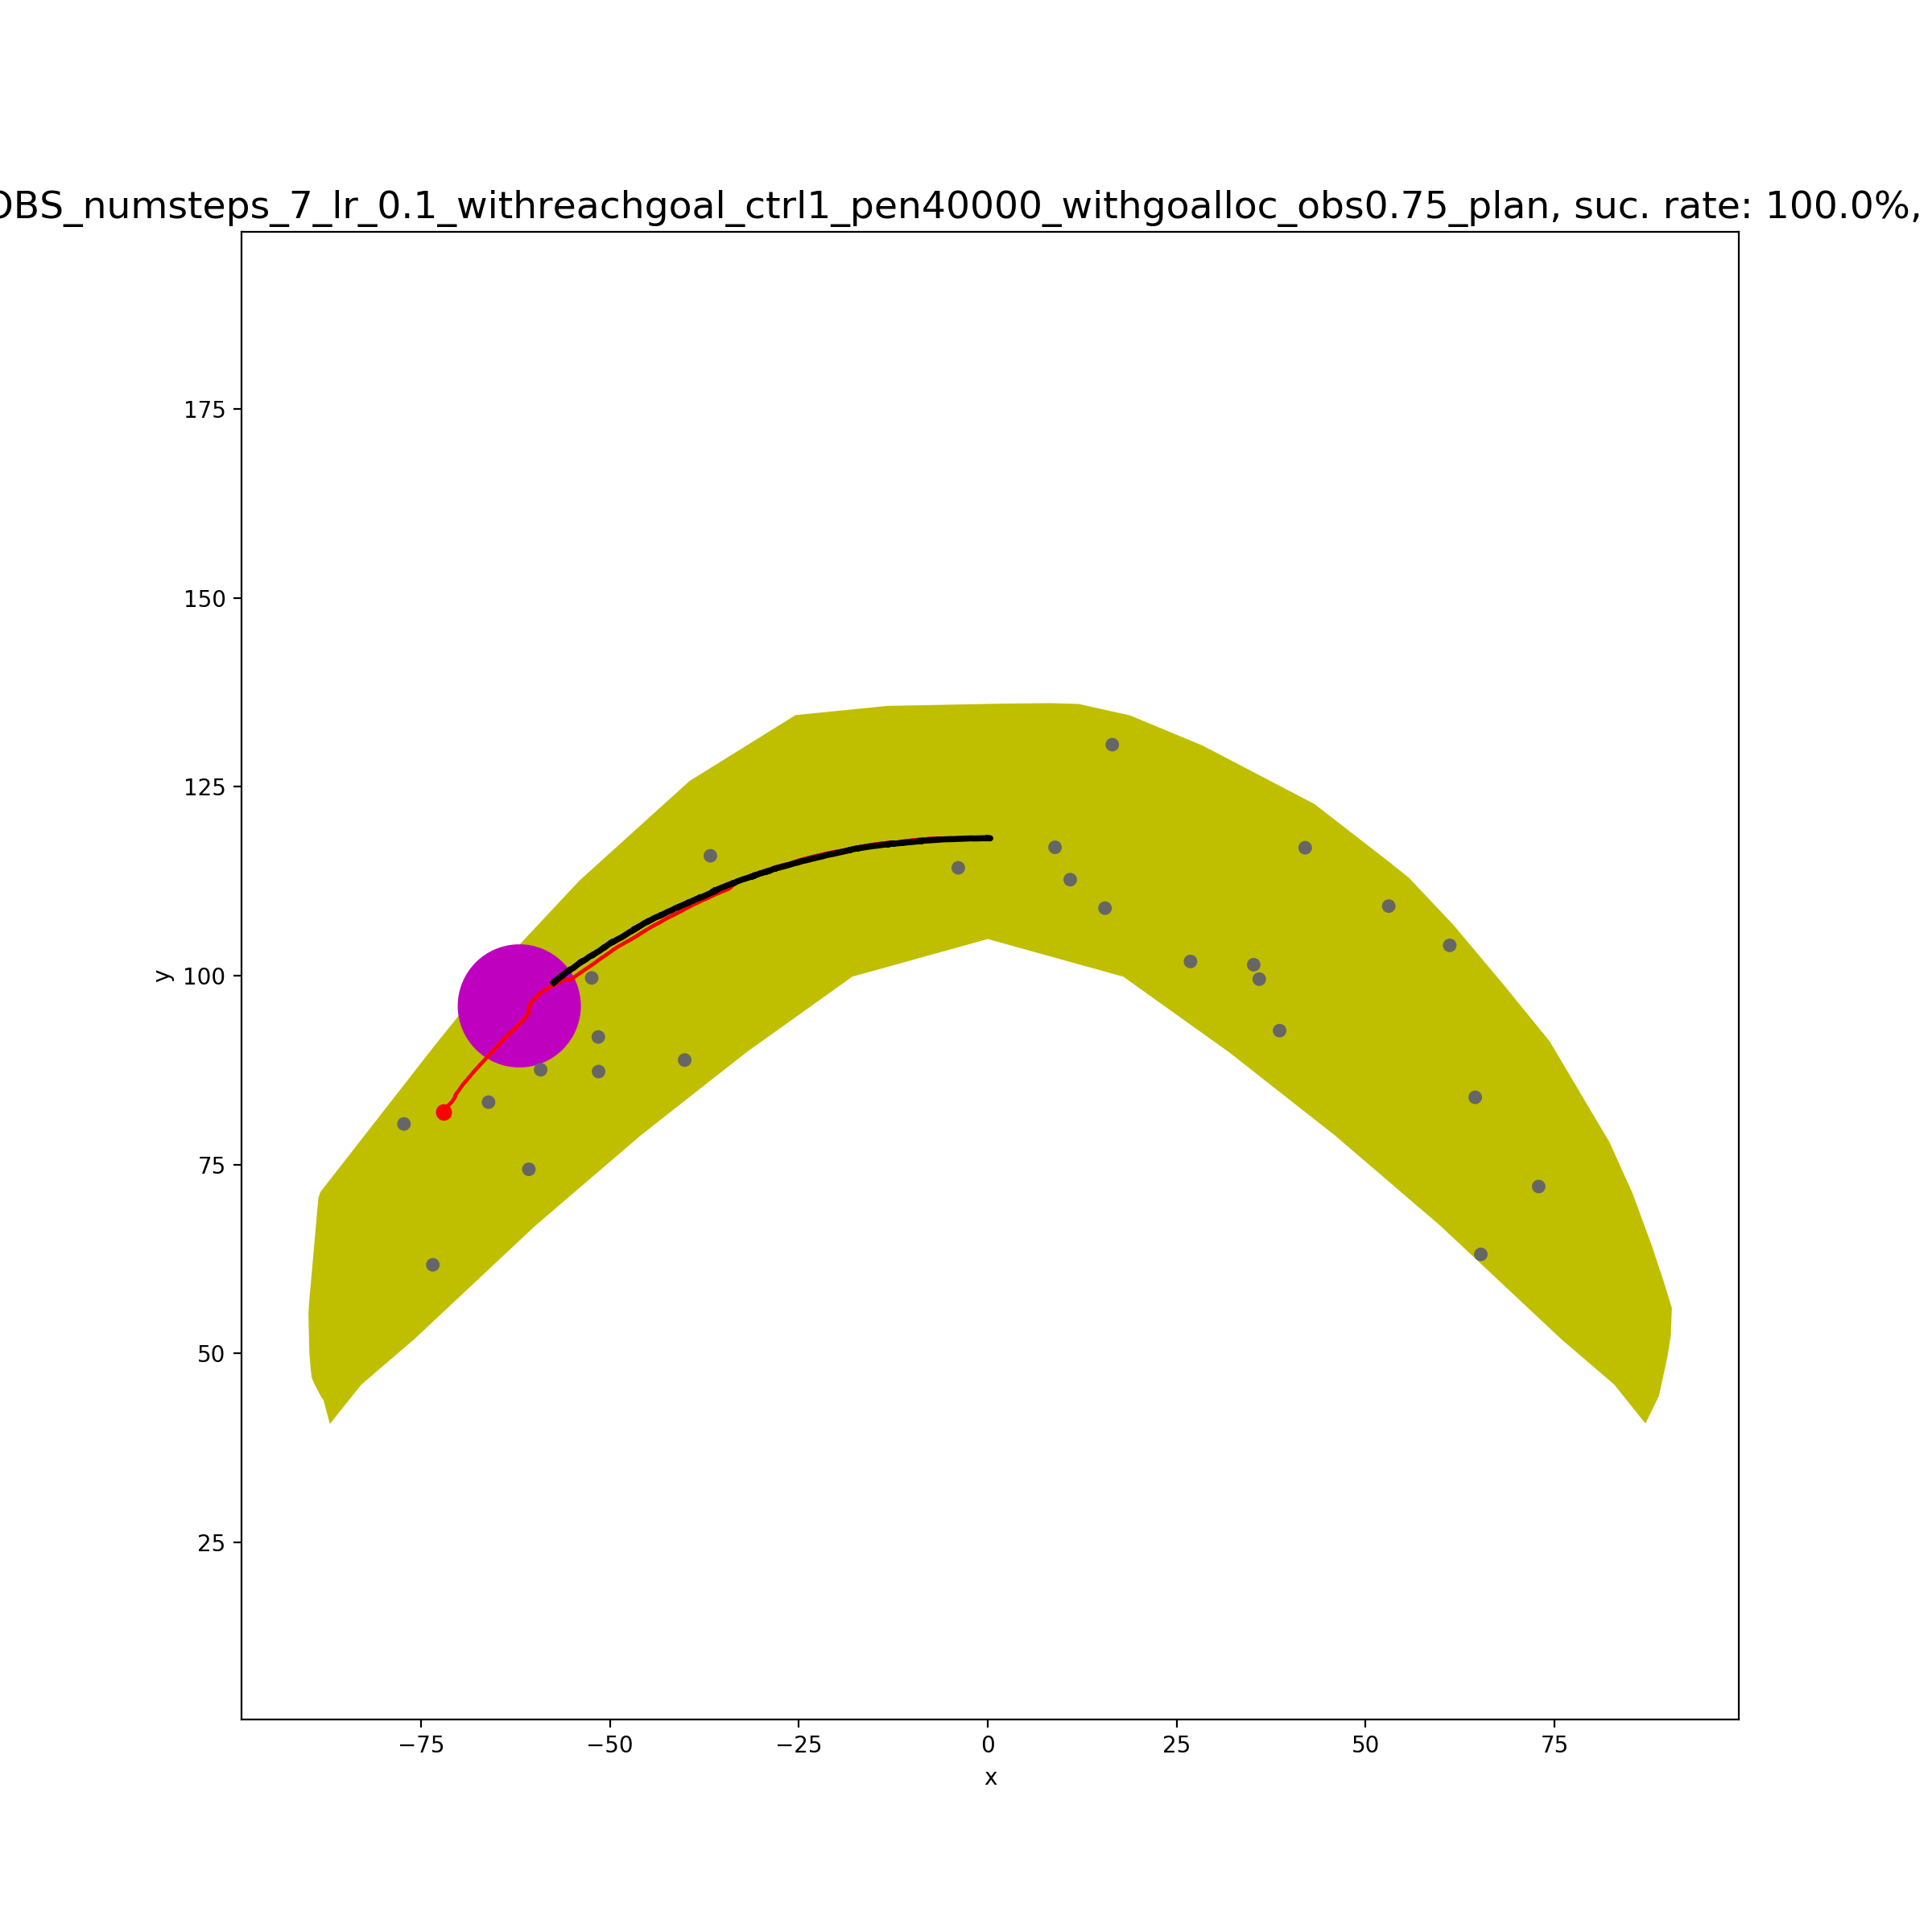 OBS_numsteps_7_lr_0.1_withreachgoal_ctrl1_pen40000_withgoalloc_obs0.75_plan, suc. rate: 100.0%,
175
150
125
y
100
75
50
25
−75 −50 −25 0 25 50 75
x